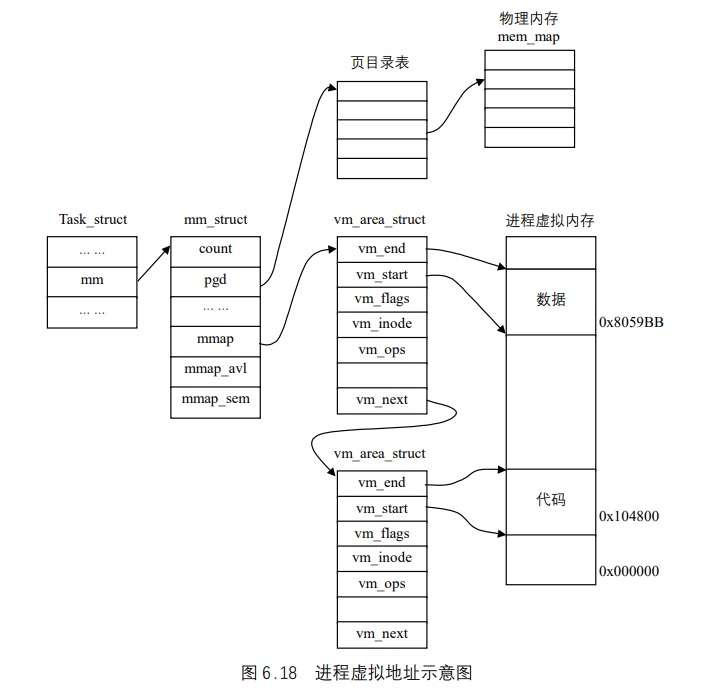 物理内存
mem_map
页目录表
Task_struct
... ...
mm
... ...
mm_struct
count
pgd
... ...
mmap
mmap_avl
mmap_sem
vm_area_struct
vm_end
vm_start
vm_flags
vm_inode
vm_ops
vm_next
vm_area_struct
vm_end
vm_start
vm_flags
vm_inode
vm_ops
vm_next
进程虚拟内存
数据
0x8059BB
代码
0x104800
0x000000
图 6.18 进程虚拟地址示意图